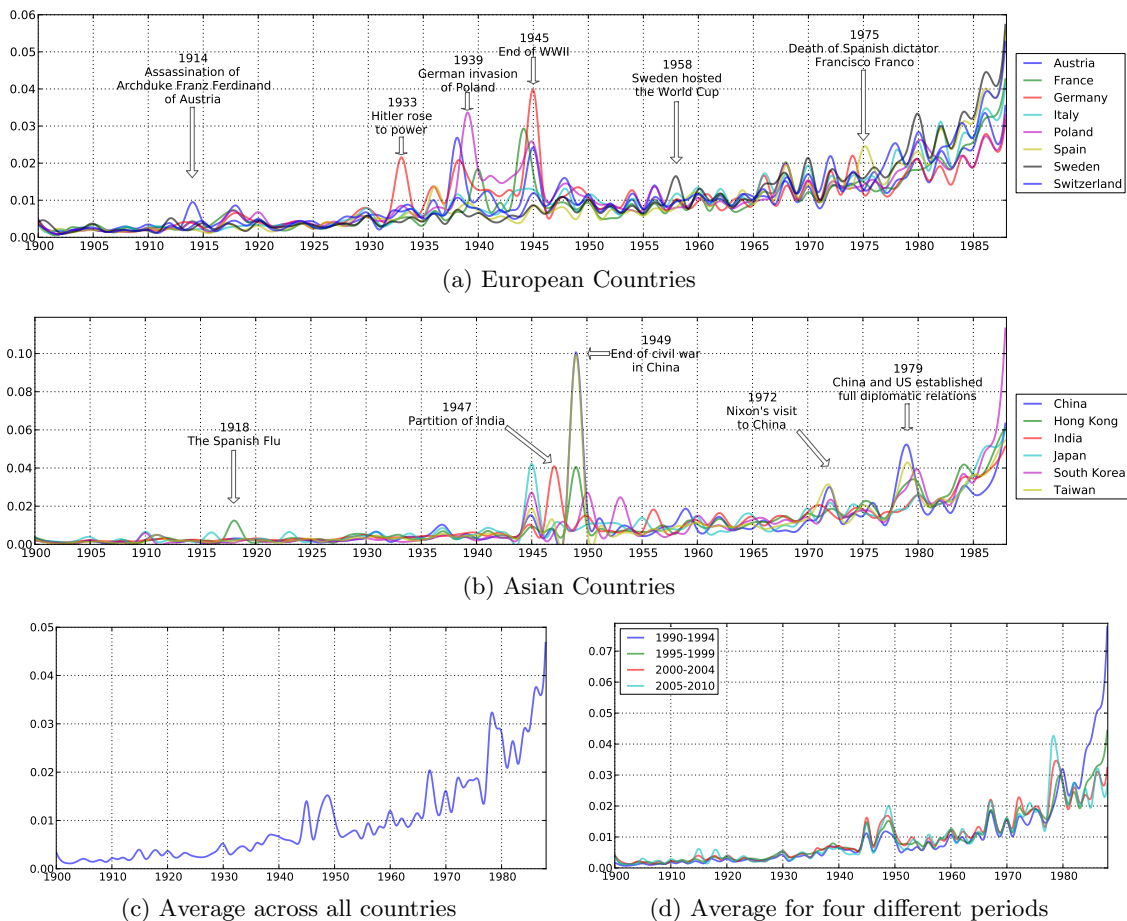 0.06
0.05
0.04
0.03
0.02
0.01
0.00
1914
Assassination of
Archduke Franz Ferdinand
of Austria
1933
Hitler rose
to power
1939
German invasion
of Poland
1945
End of WWII
1958
Sweden hosted
the World Cup
1975
Death of Spanish dictator
Francisco Franco
Austria
France
Germany
Italy
Poland
Spain
Sweden
Switzerland
1900 1905 1910 1915 1920 1925 1930 1935 1940 1945 1950 1955 1960 1965 1970 1975 1980 1985
(a) European Countries
0.10
0.08
0.06
0.04
0.02
0.00
1918
The Spanish Flu
1947
Partition of India
1949
End of civil war
in China
1972
Nixon's visit
to China
1979
China and US established
full diplomatic relations
China
Hong Kong
India
Japan
South Korea
Taiwan
1900 1905 1910 1915 1920 1925 1930 1935 1940 1945 1950 1955 1960 1965 1970 1975 1980 1985
(b) Asian Countries
0.05
0.04
0.03
0.02
0.01
0.00
1900 1910 1920 1930 1940 1950 1960 1970 1980
(c) Average across all countries
0.07
0.06
0.05
0.04
0.03
0.02
0.01
0.00
1990-1994
1995-1999
2000-2004
2005-2010
1900 1910 1920 1930 1940 1950 1960 1970 1980
(d) Average for four different periods